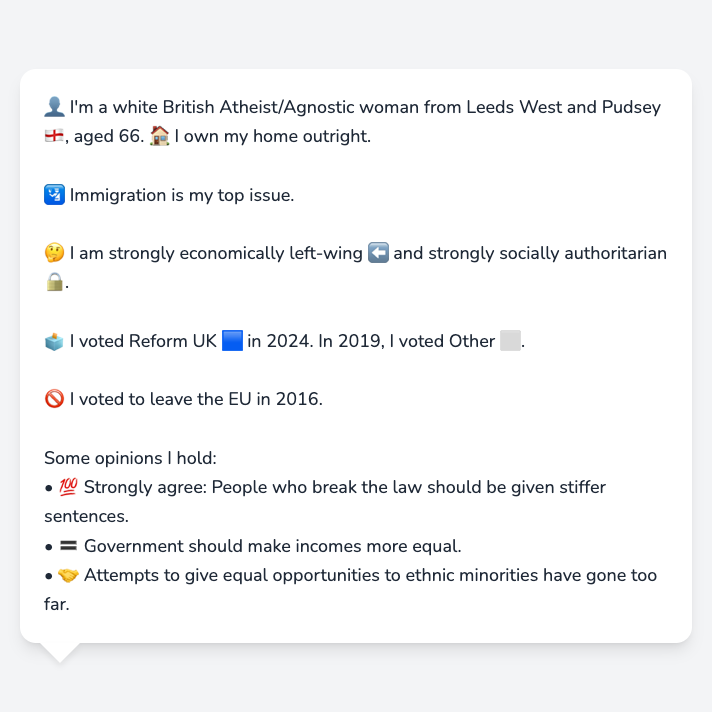 👤 I'm a white British Atheist/Agnostic woman from Leeds West and Pudsey
🏴󠁧󠁢󠁥󠁮󠁧󠁿, aged 66. 🏠 I own my home outright.
🛂 Immigration is my top issue.
🤔 I am strongly economically left-wing ⬅️ and strongly socially authoritarian
🔒.
🗳️ I voted Reform UK 🟦 in 2024. In 2019, I voted Other ⬜.
🚫 I voted to leave the EU in 2016.
Some opinions I hold:
• 💯 Strongly agree: People who break the law should be given stiffer
sentences.
• 🟰 Government should make incomes more equal.
• 🤝 Attempts to give equal opportunities to ethnic minorities have gone too
far.